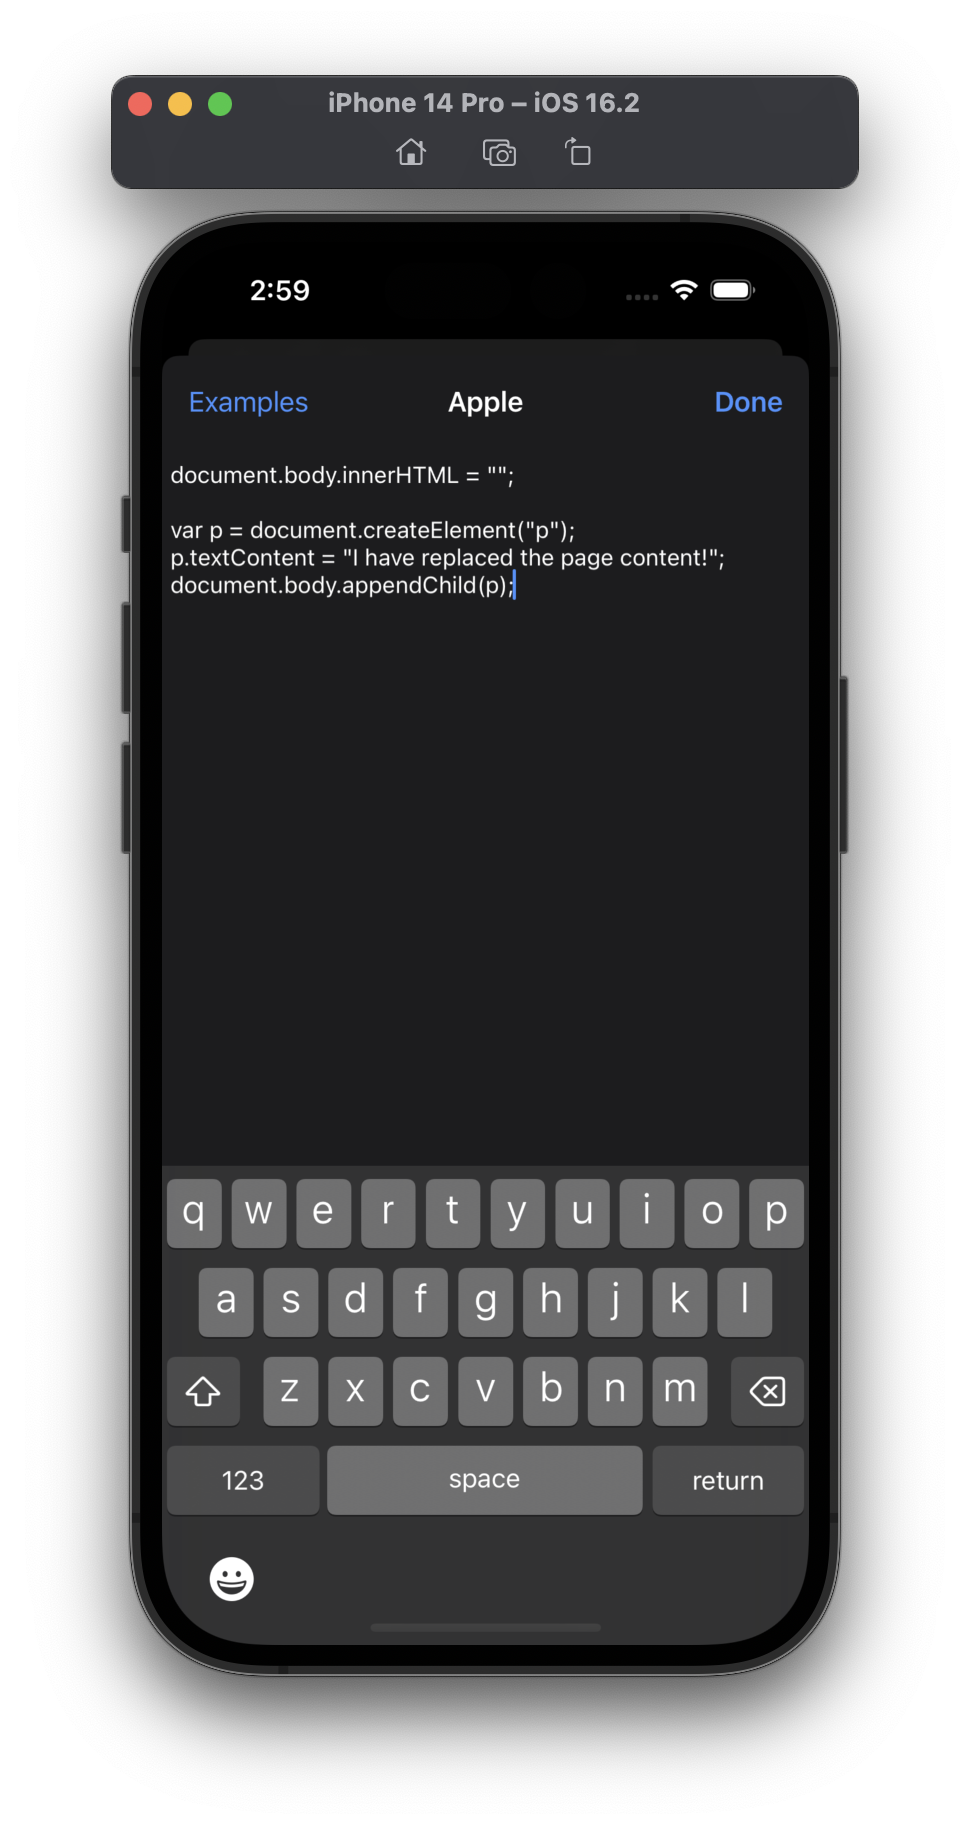 iPhone 14 Pro – iOS 16.2
2:59
Examples Apple Done
document.body.innerHTML = "";
var p = document.createElement("p");
p.textContent = "I have replaced the page content!";
document.body.appendChild(p);
q w e r t y u i o p
a s d f g h j k l
z x c v b n m
123 space return